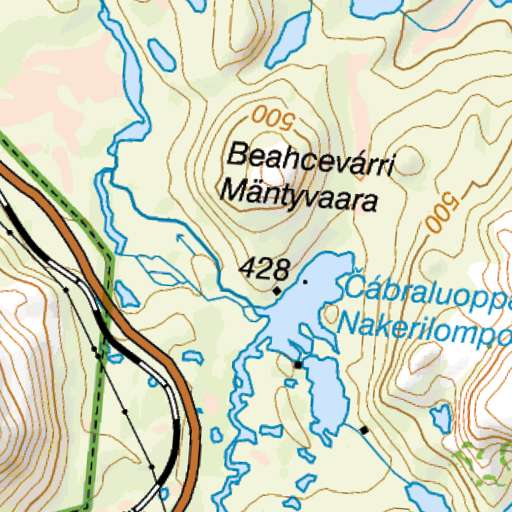 500
Beahcevárri
Mäntyvaara
500
428
Čábraluoppa
Nakerilompo